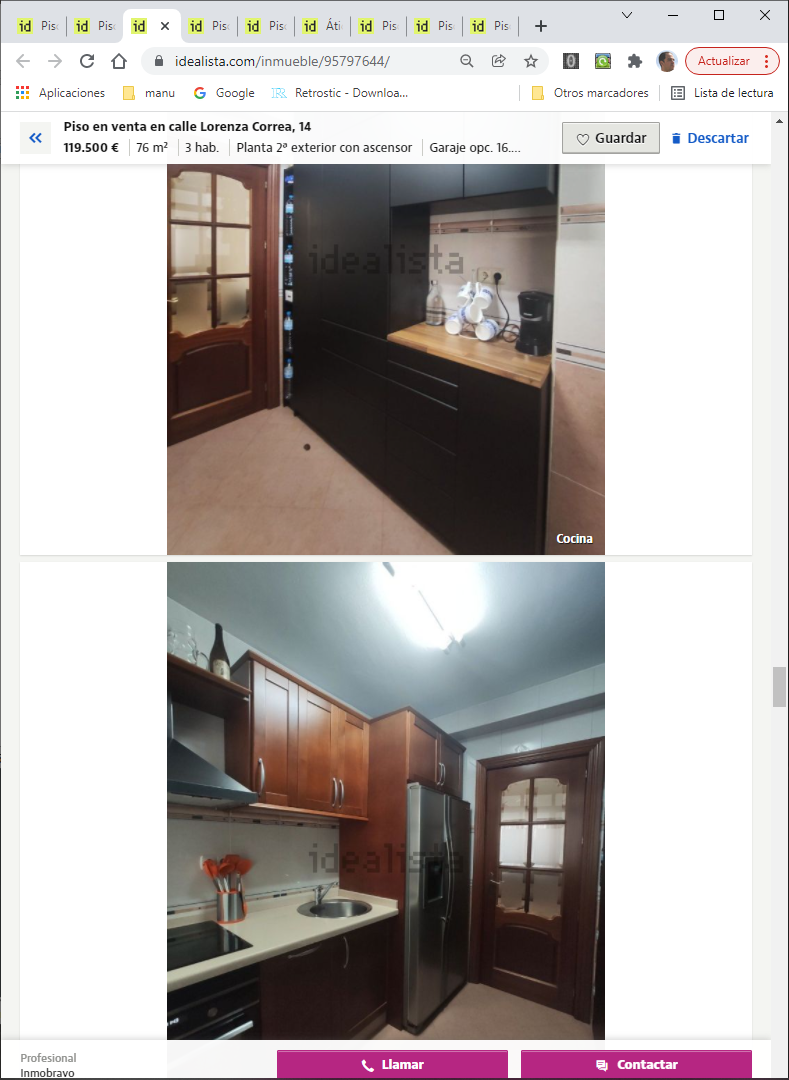 id Piso
id Piso
id
id Piso
id Piso
id Áti
id Piso
id Piso
id Piso
idealista.com/inmueble/95797644/
Actualizar
Aplicaciones
manu
Google
Retrostic - Downloa...
Otros marcadores
Lista de lectura
Piso en venta en calle Lorenza Correa, 14
119.500 € 76 m² 3 hab. Planta 2ª exterior con ascensor Garaje opc. 16....
Guardar
Descartar
idealista
Cocina
idealista
Profesional
Inmobravo
Llamar
Contactar